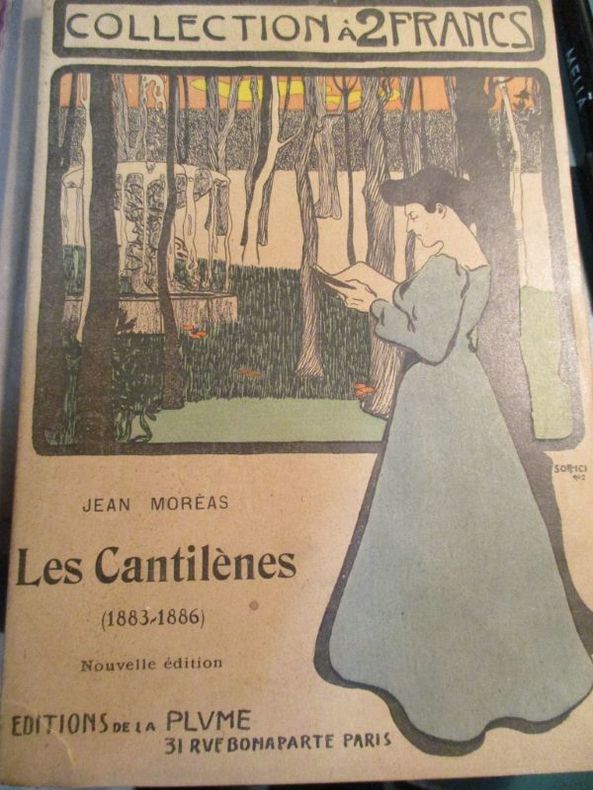 COLLECTION À 2 FRANCS
MELLA
JEAN MORÉAS
Les Cantilènes
(1883-1886)
Nouvelle édition
EDITIONS DE LA PLVME
31 RVE BONAPARTE PARIS